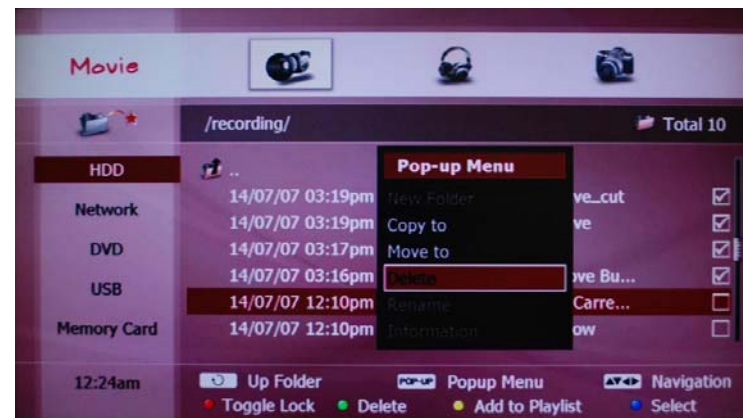 Movie
/recording/
Total 10
HDD
Network
DVD
USB
Memory Card
12:24am
..
14/07/07 03:19pm
14/07/07 03:19pm
14/07/07 03:17pm
14/07/07 03:16pm
14/07/07 12:10pm
14/07/07 12:10pm
Pop-up Menu
New Folder
Copy to
Move to
Delete
Rename
Information
ve_cut
ve
ove Bu...
Carre...
ow
Up Folder
POP-UP Popup Menu
Navigation
Toggle Lock
Delete
Add to Playlist
Select